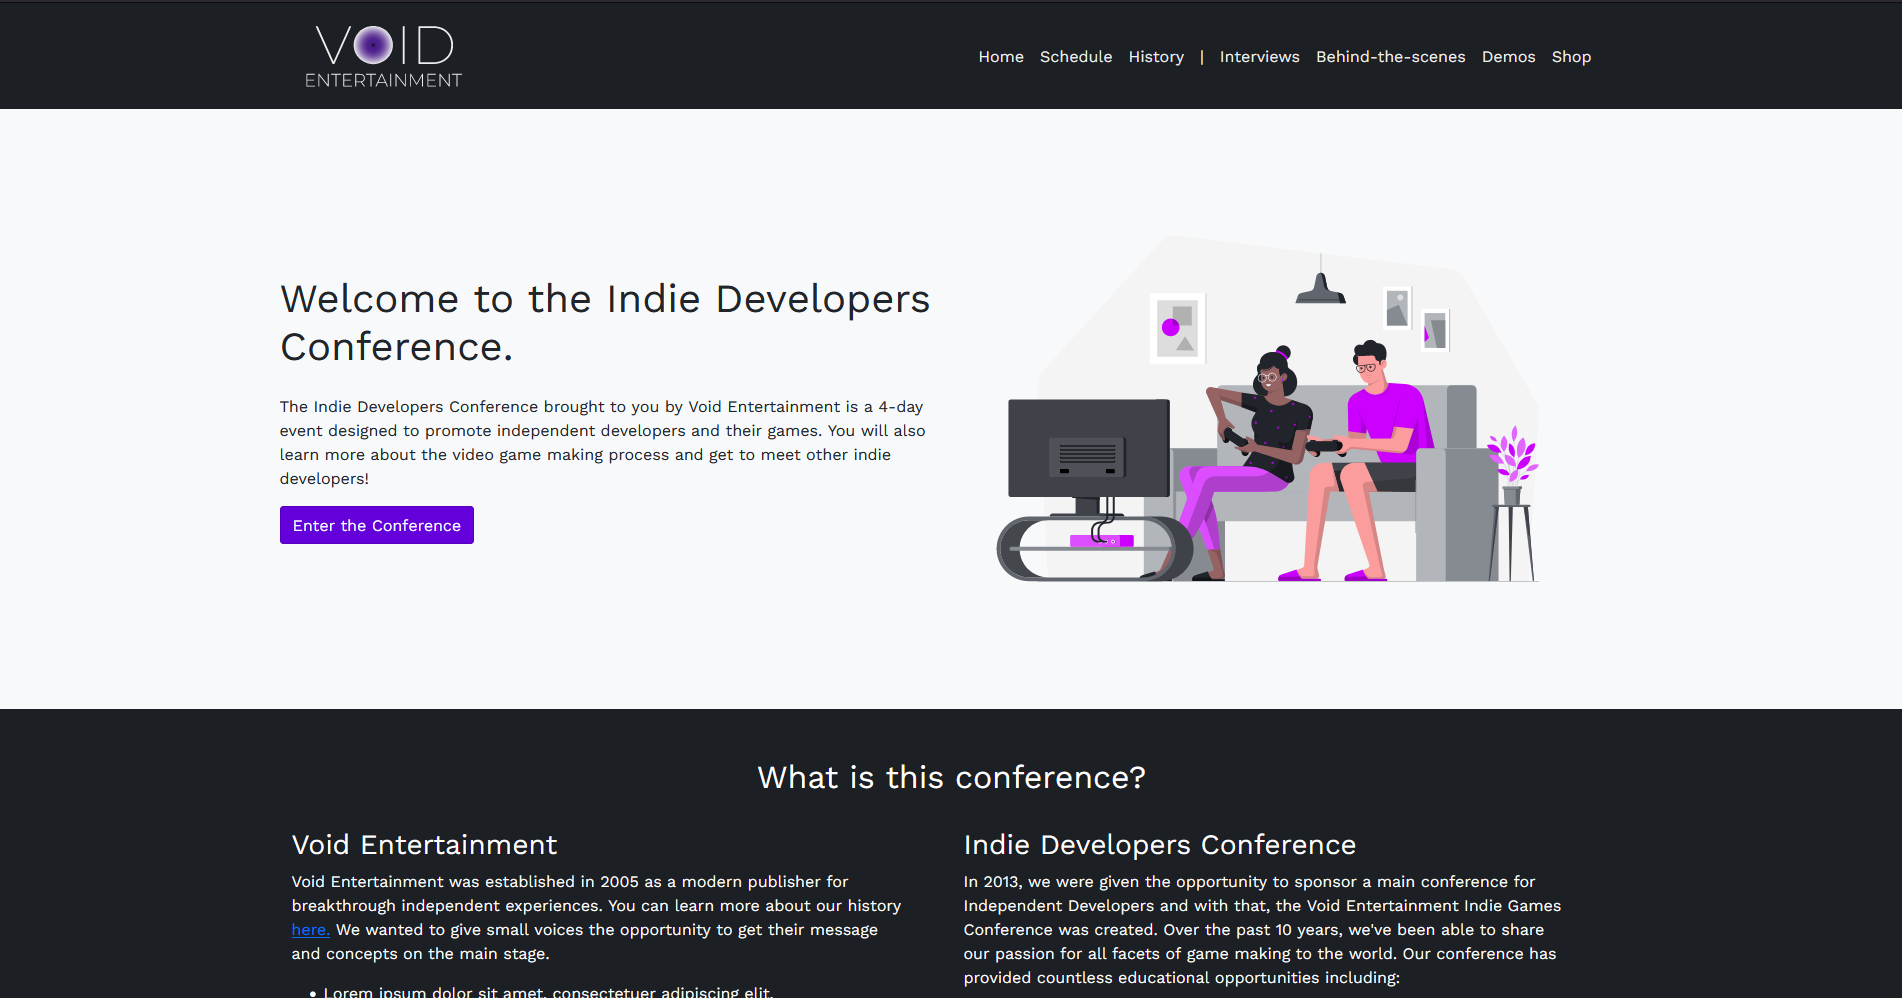 VOID
ENTERTAINMENT
Home Schedule History | Interviews Behind-the-scenes Demos Shop
Welcome to the Indie Developers
Conference.
The Indie Developers Conference brought to you by Void Entertainment is a 4-day
event designed to promote independent developers and their games. You will also
learn more about the video game making process and get to meet other indie
developers!
Enter the Conference
What is this conference?
Void Entertainment
Void Entertainment was established in 2005 as a modern publisher for
breakthrough independent experiences. You can learn more about our history
here. We wanted to give small voices the opportunity to get their message
and concepts on the main stage.
• Lorem ipsum dolor sit amet, consectetuer adipiscing elit.
Indie Developers Conference
In 2013, we were given the opportunity to sponsor a main conference for
Independent Developers and with that, the Void Entertainment Indie Games
Conference was created. Over the past 10 years, we've been able to share
our passion for all facets of game making to the world. Our conference has
provided countless educational opportunities including: